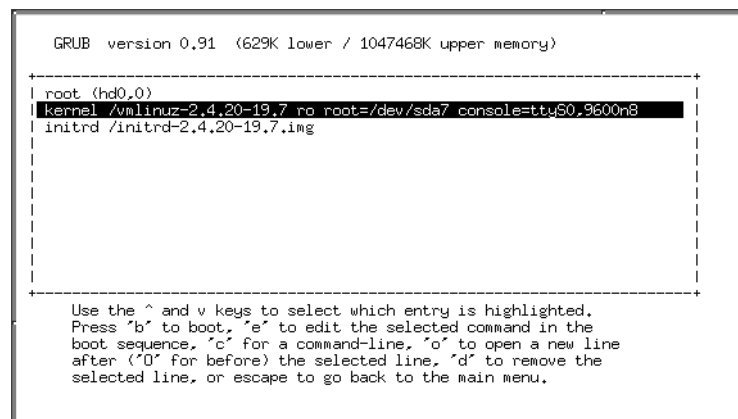 GRUB  version 0.91  (629K lower / 1047468K upper memory)
root (hd0,0)
kernel /vmlinuz-2.4.20-19.7 ro root=/dev/sda7 console=ttyS0,9600n8
initrd /initrd-2.4.20-19.7.img
Use the ^ and v keys to select which entry is highlighted.
Press 'b' to boot, 'e' to edit the selected command in the
boot sequence, 'c' for a command-line, 'o' to open a new line
after ('O' for before) the selected line, 'd' to remove the
selected line, or escape to go back to the main menu.